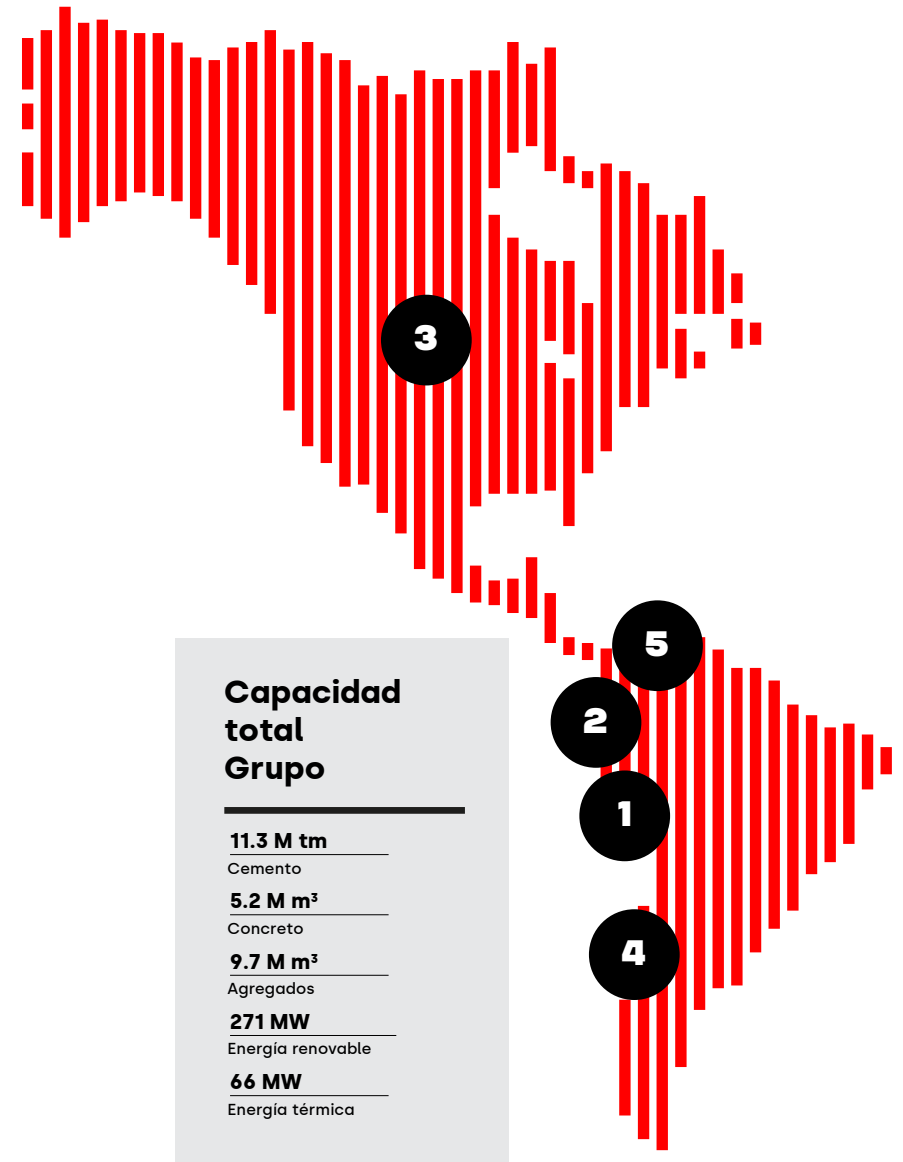 3
5
2
1
4
Capacidad
total
Grupo
11.3 M tm
Cemento
5.2 M m³
Concreto
9.7 M m³
Agregados
271 MW
Energía renovable
66 MW
Energía térmica